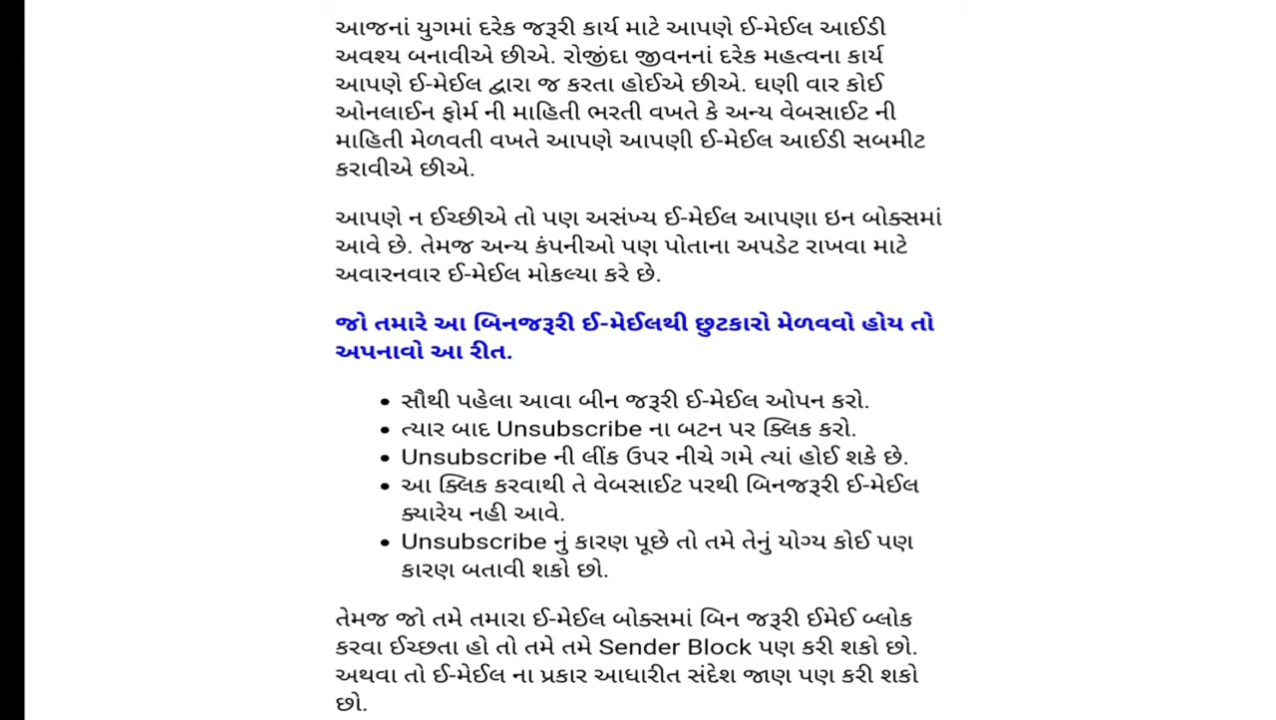 આજનાં યુગમાં દરેક જરૂરી કાર્ય માટે આપણે ઈ-મેઈલ આઈડી
અવશ્ય બનાવીએ છીએ. રોજીંદા જીવનનાં દરેક મહત્વના કાર્ય
આપણે ઈ-મેઈલ દ્વારા જ કરતા હોઈએ છીએ. ઘણી વાર કોઈ
ઓનલાઈન ફોર્મ ની માહિતી ભરતી વખતે કે અન્ય વેબસાઈટ ની
માહિતી મેળવતી વખતે આપણે આપણી ઈ-મેઈલ આઈડી સબમીટ
કરાવીએ છીએ.
આપણે ન ઈચ્છીએ તો પણ અસંખ્ય ઈ-મેઈલ આપણા ઇન બોક્સમાં
આવે છે. તેમજ અન્ય કંપનીઓ પણ પોતાના અપડેટ રાખવા માટે
અવારનવાર ઈ-મેઈલ મોકલ્યા કરે છે.
જો તમારે આ બિનજરૂરી ઈ-મેઈલથી છુટકારો મેળવવો હોય તો
અપનાવો આ રીત.
• સૌથી પહેલા આવા બીન જરૂરી ઈ-મેઈલ ઓપન કરો.
• ત્યાર બાદ Unsubscribe ના બટન પર ક્લિક કરો.
• Unsubscribe ની લીંક ઉપર નીચે ગમે ત્યાં હોઈ શકે છે.
• આ ક્લિક કરવાથી તે વેબસાઈટ પરથી બિનજરૂરી ઈ-મેઈલ
ક્યારેય નહી આવે.
• Unsubscribe નું કારણ પૂછે તો તમે તેનું યોગ્ય કોઈ પણ
કારણ બતાવી શકો છો.
તેમજ જો તમે તમારા ઈ-મેઈલ બોક્સમાં બિન જરૂરી ઈમેઈ બ્લોક
કરવા ઈચ્છતા હો તો તમે તમે Sender Block પણ કરી શકો છો.
અથવા તો ઈ-મેઈલ ના પ્રકાર આધારીત સંદેશ જાણ પણ કરી શકો
છો.